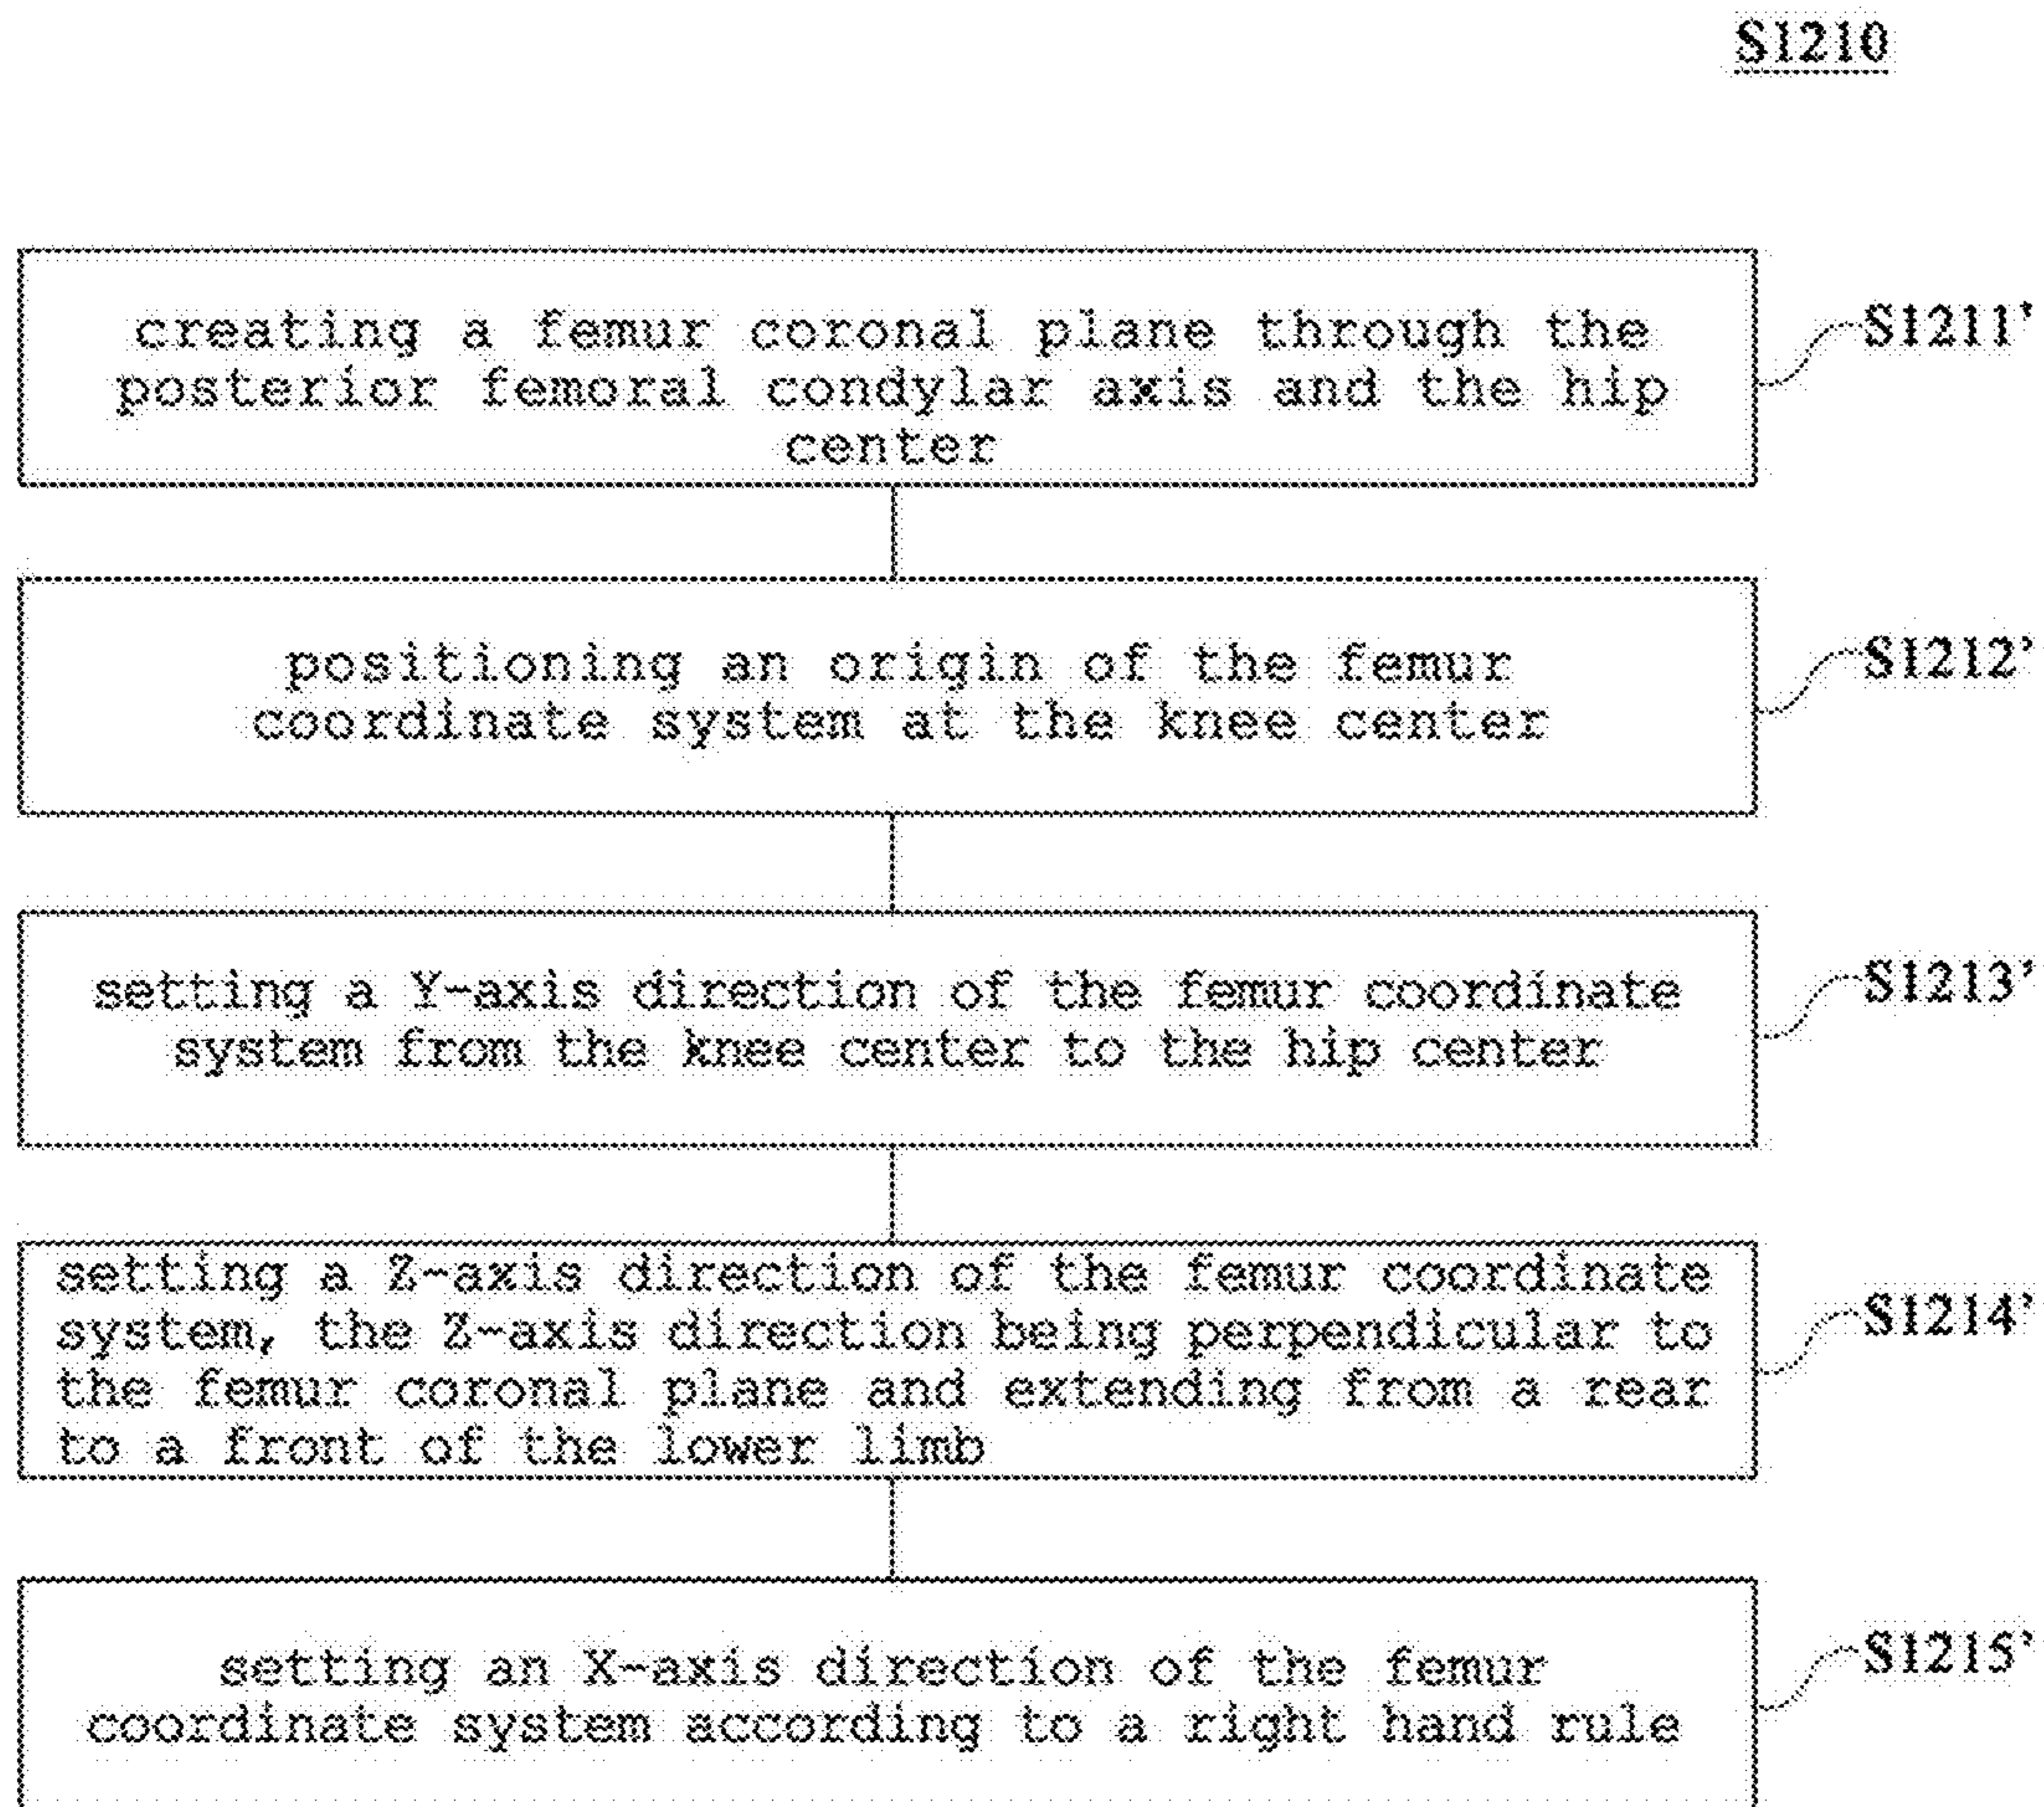 S1210
creating a femur coronal plane through the
posterior femoral condylar axis and the hip
center
S1211'
positioning an origin of the femur
coordinate system at the knee center
S1212'
setting a Y-axis direction of the femur coordinate
system from the knee center to the hip center
S1213'
setting a Z-axis direction of the femur coordinate
system, the Z-axis direction being perpendicular to
the femur coronal plane and extending from a rear
to a front of the lower limb
S1214'
setting an X-axis direction of the femur
coordinate system according to a right hand rule
S1215'